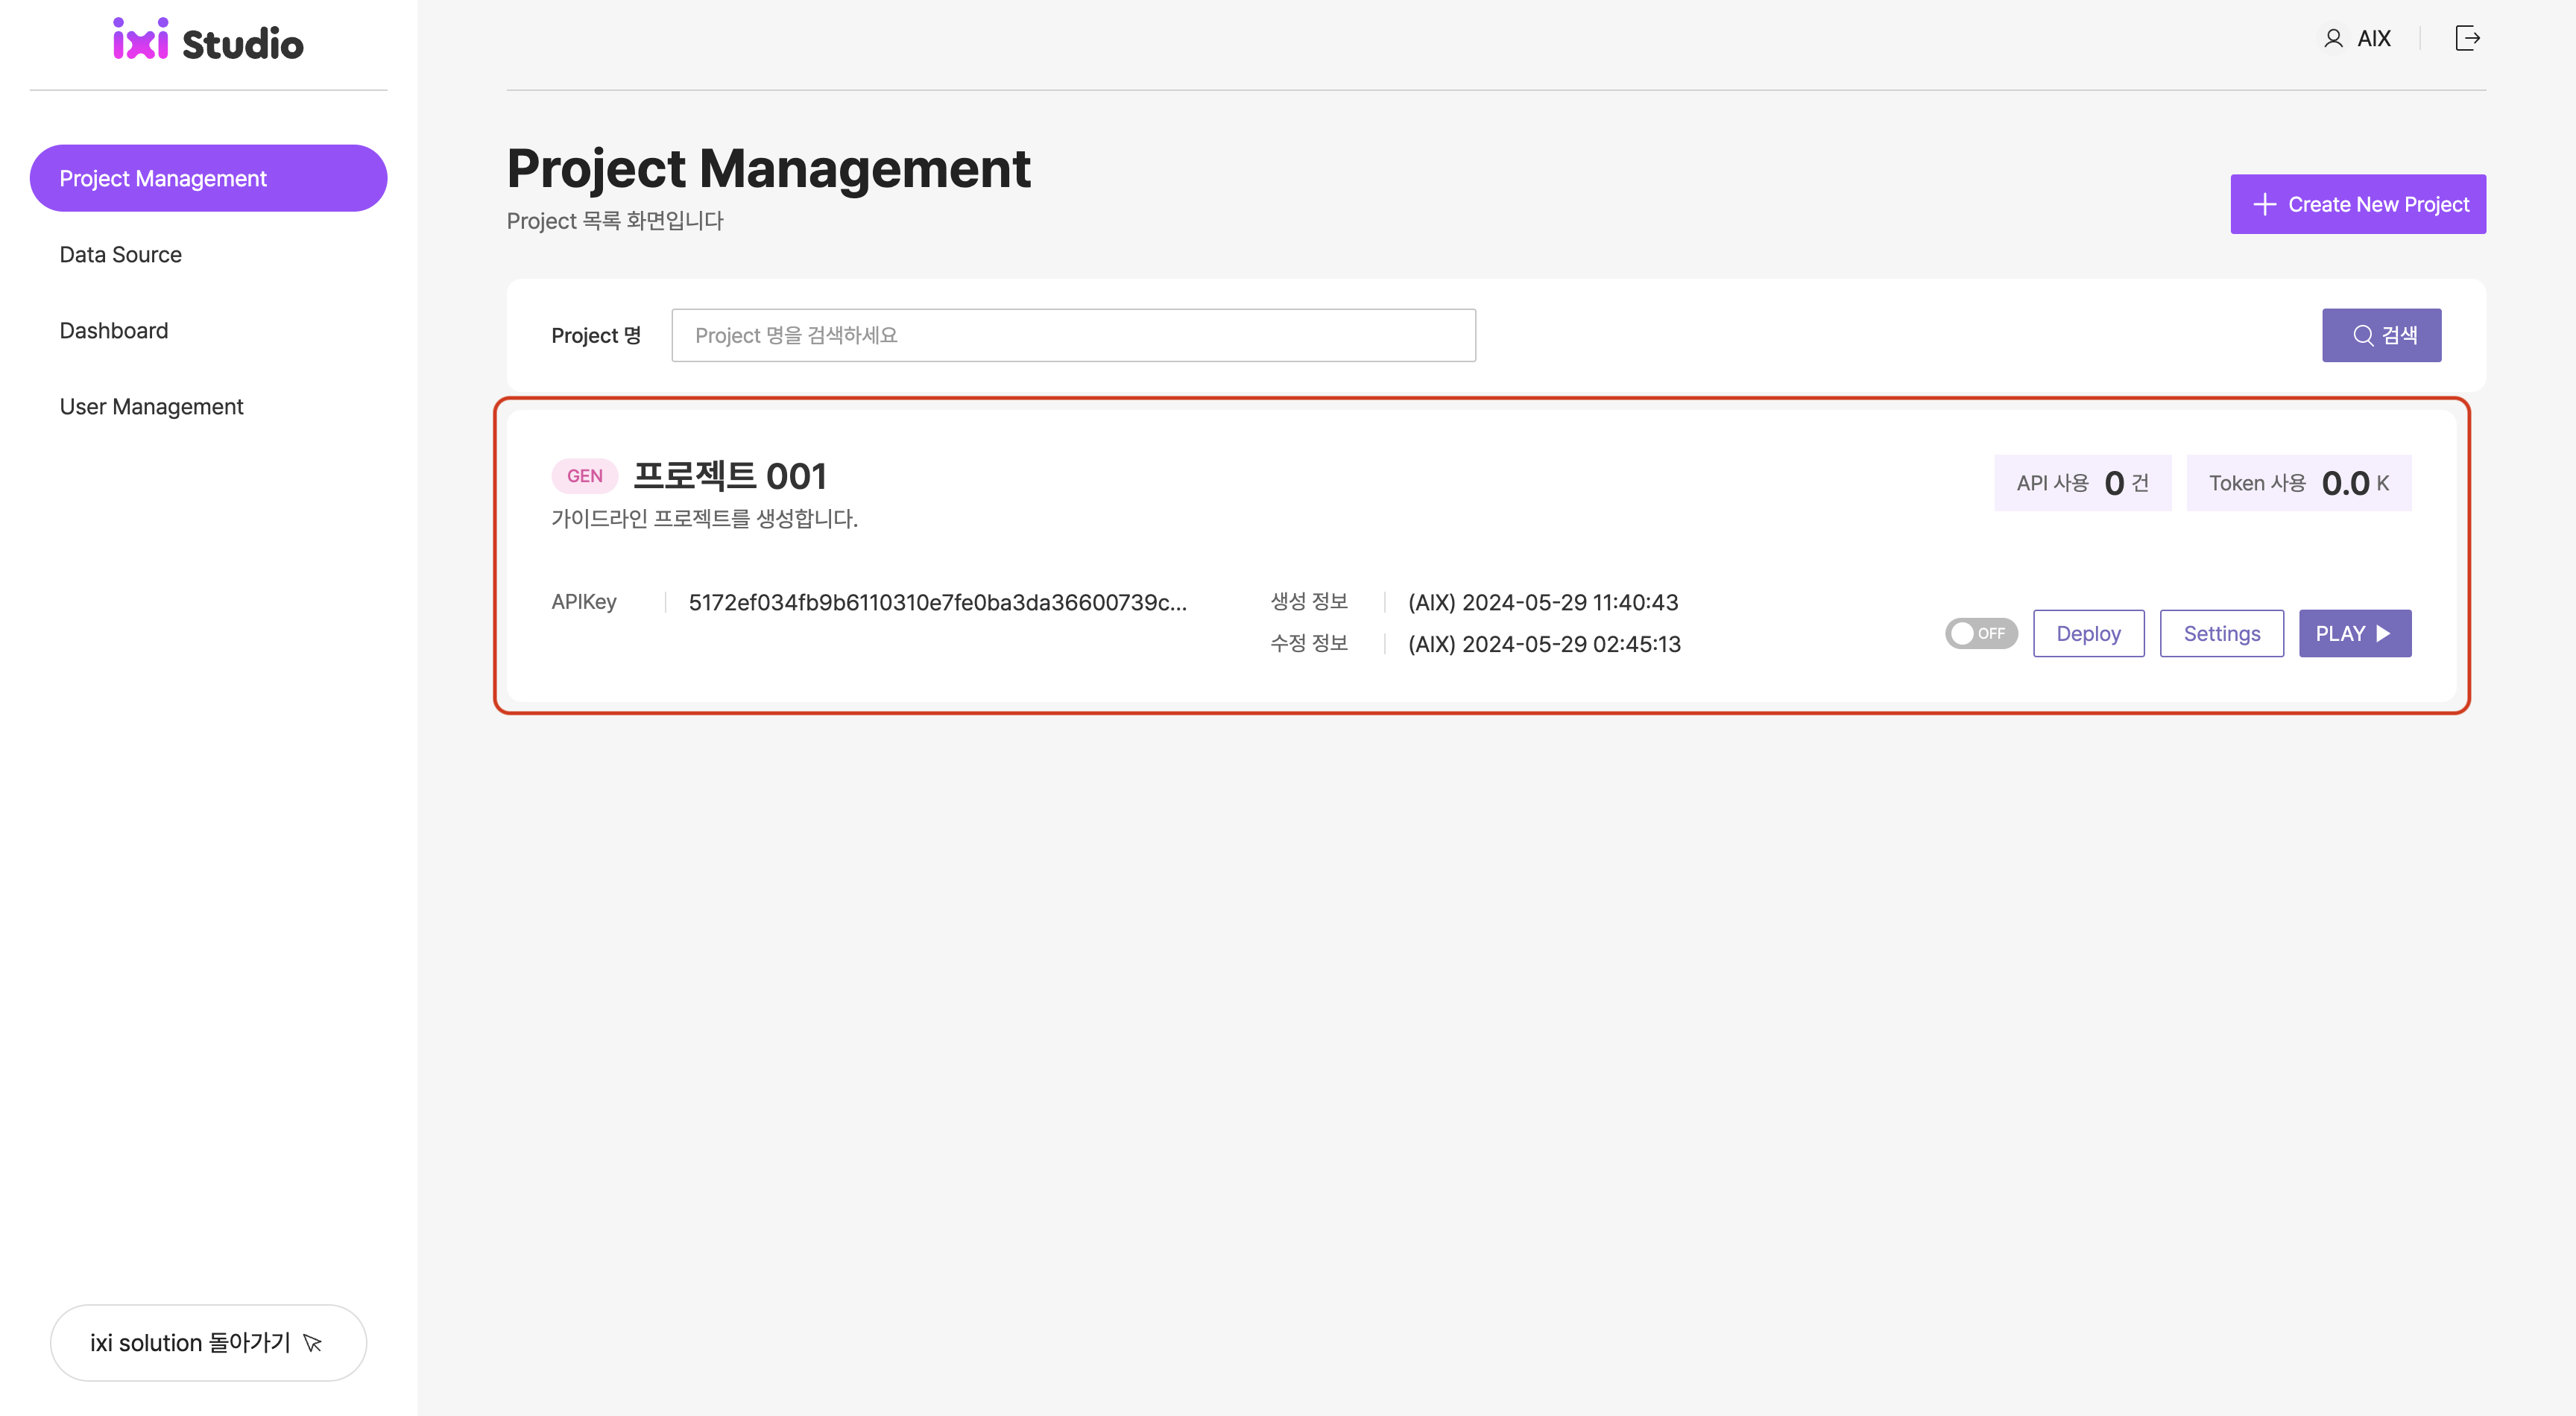 ixi Studio
AIX
Project Management
Data Source
Dashboard
User Management
ixi solution 돌아가기
Project Management
Project 목록 화면입니다
Create New Project
Project 명
Project 명을 검색하세요
검색
GEN 프로젝트 001
가이드라인 프로젝트를 생성합니다.
API 사용 0 건
Token 사용 0.0 K
APIKey 5172ef034fb9b6110310e7fe0ba3da36600739c...
생성 정보 (AIX) 2024-05-29 11:40:43
수정 정보 (AIX) 2024-05-29 02:45:13
OFF
Deploy
Settings
PLAY